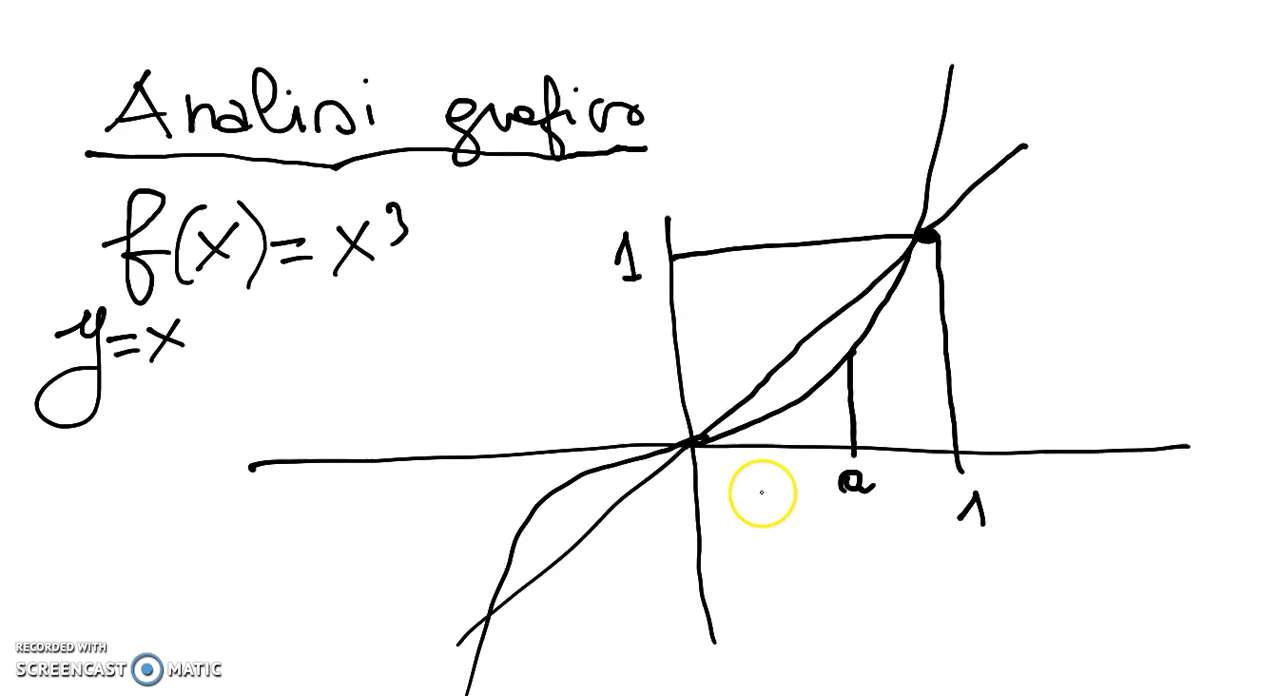 Analisi grafica
f(x) = x³
y = x
1
a
1
RECORDED WITH
SCREENCAST MATIC